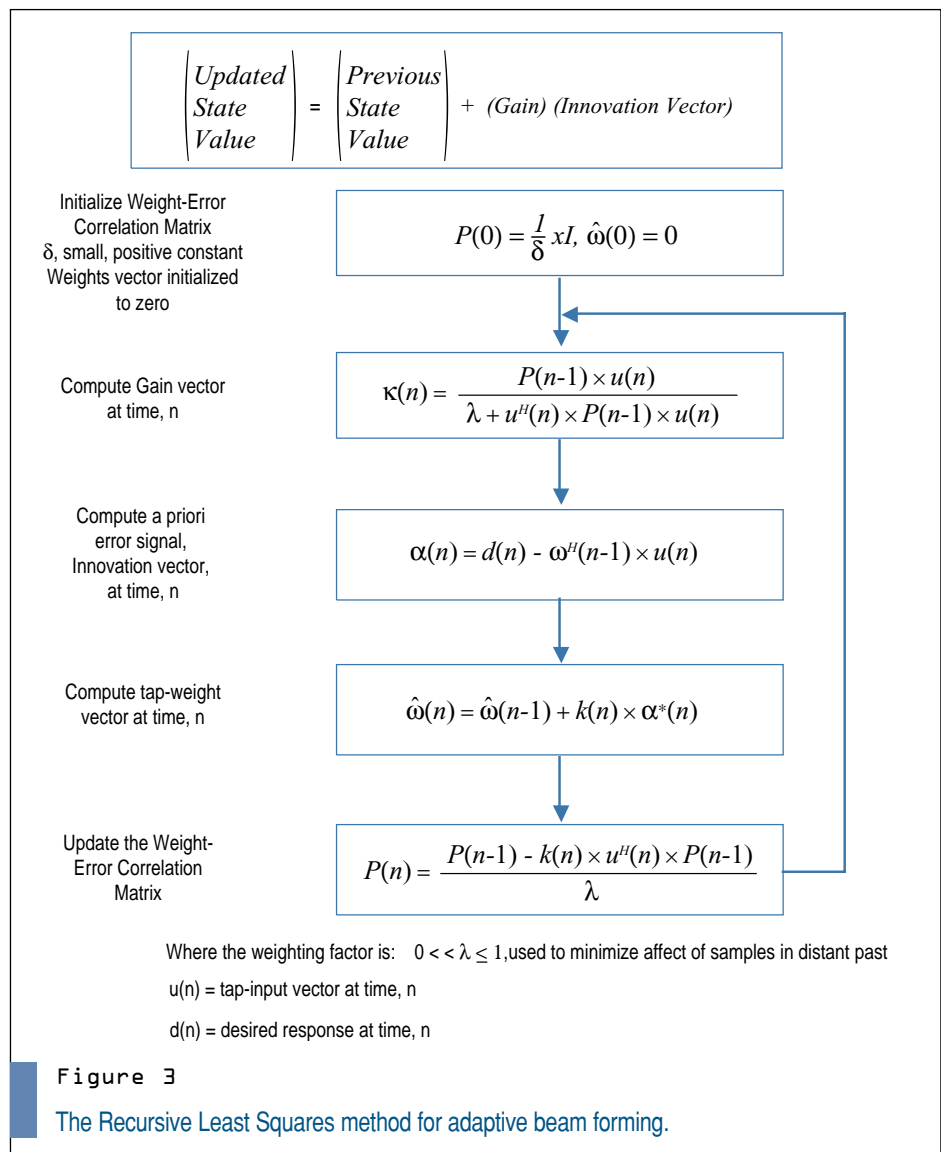 Updated
State
Value
=
Previous
State
Value
+ (Gain) (Innovation Vector)
Initialize Weight-Error
Correlation Matrix
δ, small, positive constant
Weights vector initialized
to zero
P(0) = 1/δ xI, ω̂(0) = 0
Compute Gain vector
at time, n
κ(n) = P(n-1) × u(n) / λ + uᴴ(n) × P(n-1) × u(n)
Compute a priori
error signal,
Innovation vector,
at time, n
α(n) = d(n) - ωᴴ(n-1) × u(n)
Compute tap-weight
vector at time, n
ω̂(n) = ω̂(n-1) + k(n) × α*(n)
Update the Weight-
Error Correlation
Matrix
P(n) = P(n-1) - k(n) × uᴴ(n) × P(n-1) / λ
Where the weighting factor is: 0 < < λ ≤ 1,used to minimize affect of samples in distant past
u(n) = tap-input vector at time, n
d(n) = desired response at time, n
Figure 3
The Recursive Least Squares method for adaptive beam forming.